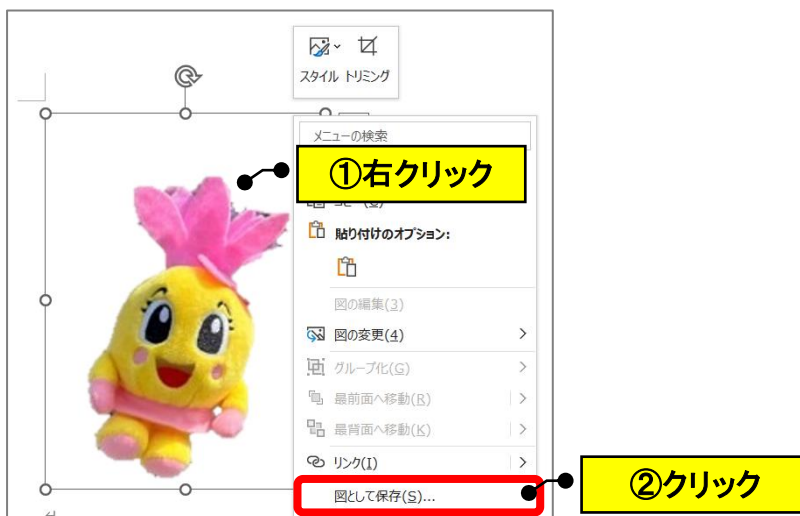 スタイル トリミング
メニューの検索
①右クリック
貼り付けのオプション:
図の編集(3)
図の変更(4)
グループ化(G)
最前面へ移動(R)
最背面へ移動(K)
リンク(I)
図として保存(S)...
②クリック